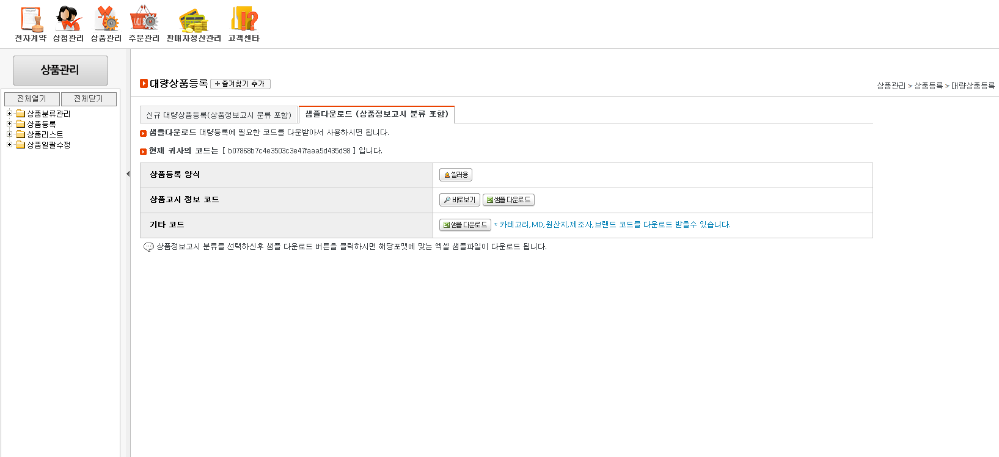 전자계약 상점관리 상품관리 주문관리 판매자정산관리 고객센타
상품관리
전체열기 전체닫기
상품분류관리
상품등록
상품리스트
상품일괄수정
대량상품등록 + 즐겨찾기 추가
상품관리 > 상품등록 > 대량상품등록
신규 대량상품등록(상품정보고시 분류 포함) 샘플다운로드 (상품정보고시 분류 포함)
샘플다운로드 대량등록에 필요한 코드를 다운받아서 사용하시면 됩니다.
현재 귀사의 코드는 [ b07868b7c4e3503c3e47faaa5d435d98 ] 입니다.
상품등록 양식 셀러용
상품고시 정보 코드 바로보기 샘플 다운로드
기타 코드 샘플 다운로드 * 카테고리,MD,원산지,제조사,브랜드 코드를 다운로드 받을수 있습니다.
상품정보고시 분류를 선택하신후 샘플 다운로드 버튼을 클릭하시면 해당포맷에 맞는 엑셀 샘플파일이 다운로드 됩니다.